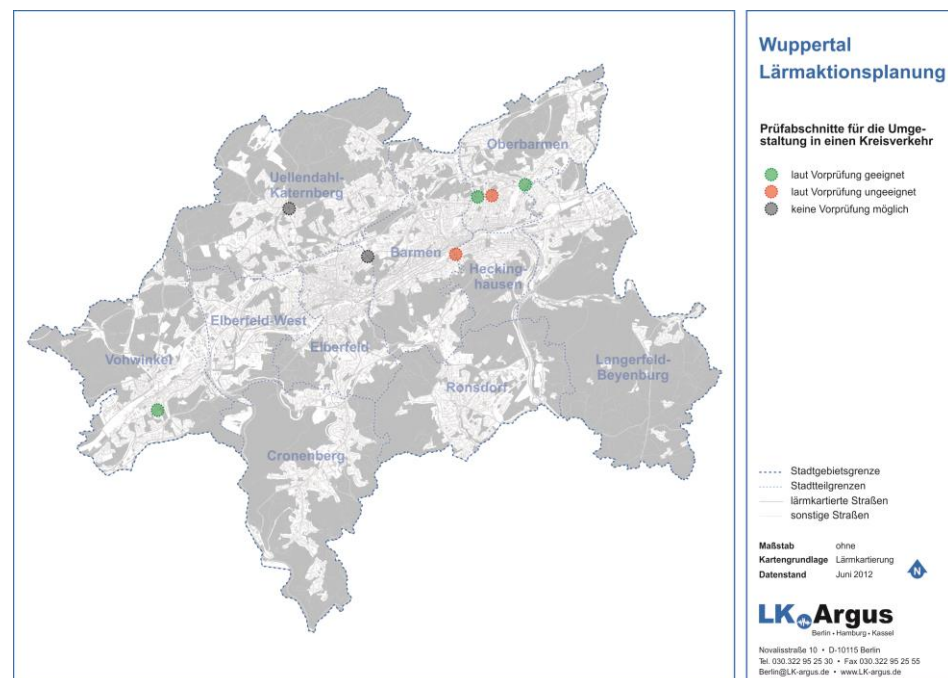 Wuppertal
Lärmaktionsplanung
Prüfabschnitte für die Umge-
staltung in einen Kreisverkehr
laut Vorprüfung geeignet
laut Vorprüfung ungeeignet
keine Vorprüfung möglich
Oberbarmen
Uellendahl-
Katernberg
Barmen
Hecking-
hausen
Elberfeld-West
Elberfeld
Vohwinkel
Langerfeld-
Beyenburg
Ronsdorf
Cronenberg
Stadtgebietsgrenze
Stadtteilgrenzen
lärmkartierte Straßen
sonstige Straßen
Maßstab ohne
Kartengrundlage Lärmkartierung
Datenstand Juni 2012
N
LK Argus
Berlin • Hamburg • Kassel
Novalisstraße 10 • D-10115 Berlin
Tel. 030.322 95 25 30 • Fax 030.322 95 25 55
Berlin@LK-argus.de • www.LK-argus.de